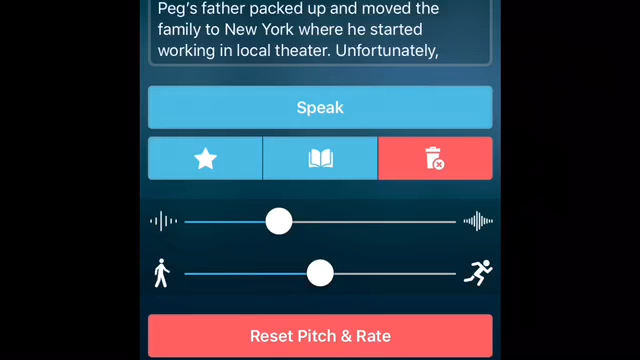 Peg's father packed up and moved the
family to New York where he started
working in local theater. Unfortunately,
Speak
Reset Pitch & Rate